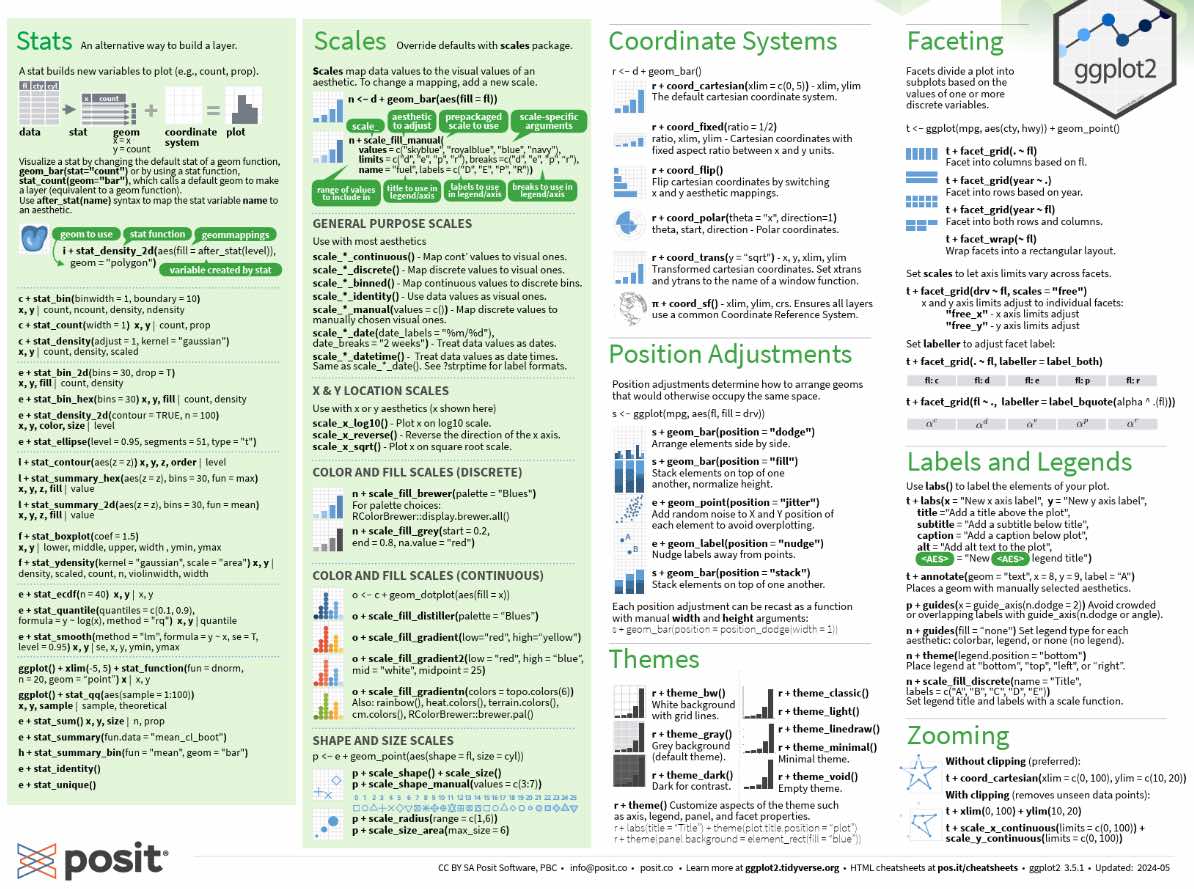 Stats An alternative way to build a layer.
A stat builds new variables to plot (e.g., count, prop).
fl cty cyl
x count
data stat geom coordinate plot
x = x system
y = count
Visualize a stat by changing the default stat of a geom function,
geom_bar(stat="count") or by using a stat function,
stat_count(geom="bar"), which calls a default geom to make
a layer (equivalent to a geom function).
Use after_stat(name) syntax to map the stat variable name to
an aesthetic.
geom to use stat function geommappings
i + stat_density_2d(aes(fill = after_stat(level)),
geom = "polygon")
variable created by stat
c + stat_bin(binwidth = 1, boundary = 10)
x, y | count, ncount, density, ndensity
c + stat_count(width = 1) x, y | count, prop
c + stat_density(adjust = 1, kernel = "gaussian")
x, y | count, density, scaled
e + stat_bin_2d(bins = 30, drop = T)
x, y, fill | count, density
e + stat_bin_hex(bins = 30) x, y, fill | count, density
e + stat_density_2d(contour = TRUE, n = 100)
x, y, color, size | level
e + stat_ellipse(level = 0.95, segments = 51, type = "t")
l + stat_contour(aes(z = z)) x, y, z, order | level
l + stat_summary_hex(aes(z = z), bins = 30, fun = max)
x, y, z, fill | value
l + stat_summary_2d(aes(z = z), bins = 30, fun = mean)
x, y, z, fill | value
f + stat_boxplot(coef = 1.5)
x, y | lower, middle, upper, width , ymin, ymax
f + stat_ydensity(kernel = "gaussian", scale = "area") x, y |
density, scaled, count, n, violinwidth, width
e + stat_ecdf(n = 40) x, y | x, y
e + stat_quantile(quantiles = c(0.1, 0.9),
formula = y ~ log(x), method = "rq") x, y | quantile
e + stat_smooth(method = "lm", formula = y ~ x, se = T,
level = 0.95) x, y | se, x, y, ymin, ymax
ggplot() + xlim(-5, 5) + stat_function(fun = dnorm,
n = 20, geom = "point") x | x, y
ggplot() + stat_qq(aes(sample = 1:100))
x, y, sample | sample, theoretical
e + stat_sum() x, y, size | n, prop
e + stat_summary(fun.data = "mean_cl_boot")
h + stat_summary_bin(fun = "mean", geom = "bar")
e + stat_identity()
e + stat_unique()
Scales Override defaults with scales package.
Scales map data values to the visual values of an
aesthetic. To change a mapping, add a new scale.
n <- d + geom_bar(aes(fill = fl))
scale_ aesthetic to adjust prepackaged scale to use scale-specific arguments
n + scale_fill_manual(
values = c("skyblue", "royalblue", "blue", "navy"),
limits = c("d", "e", "p", "r"), breaks =c("d", "e", "p", "r"),
name = "fuel", labels = c("D", "E", "P", "R"))
range of values to include in title to use in legend/axis labels to use in legend/axis breaks to use in legend/axis
GENERAL PURPOSE SCALES
Use with most aesthetics
scale_*_continuous() - Map cont' values to visual ones.
scale_*_discrete() - Map discrete values to visual ones.
scale_*_binned() - Map continuous values to discrete bins.
scale_*_identity() - Use data values as visual ones.
scale_*_manual(values = c()) - Map discrete values to
manually chosen visual ones.
scale_*_date(date_labels = "%m/%d"),
date_breaks = "2 weeks") - Treat data values as dates.
scale_*_datetime() - Treat data values as date times.
Same as scale_*_date(). See ?strptime for label formats.
X & Y LOCATION SCALES
Use with x or y aesthetics (x shown here)
scale_x_log10() - Plot x on log10 scale.
scale_x_reverse() - Reverse the direction of the x axis.
scale_x_sqrt() - Plot x on square root scale.
COLOR AND FILL SCALES (DISCRETE)
n + scale_fill_brewer(palette = "Blues")
For palette choices:
RColorBrewer::display.brewer.all()
n + scale_fill_grey(start = 0.2,
end = 0.8, na.value = "red")
COLOR AND FILL SCALES (CONTINUOUS)
o <- c + geom_dotplot(aes(fill = x))
o + scale_fill_distiller(palette = "Blues")
o + scale_fill_gradient(low="red", high="yellow")
o + scale_fill_gradient2(low = "red", high = "blue",
mid = "white", midpoint = 25)
o + scale_fill_gradientn(colors = topo.colors(6))
Also: rainbow(), heat.colors(), terrain.colors(),
cm.colors(), RColorBrewer::brewer.pal()
SHAPE AND SIZE SCALES
p <- e + geom_point(aes(shape = fl, size = cyl))
p + scale_shape() + scale_size()
p + scale_shape_manual(values = c(3:7))
0 1 2 3 4 5 6 7 8 9 10 11 12 13 14 15 16 17 18 19 20 21 22 23 24 25
p + scale_radius(range = c(1,6))
p + scale_size_area(max_size = 6)
Coordinate Systems
r <- d + geom_bar()
r + coord_cartesian(xlim = c(0, 5)) - xlim, ylim
The default cartesian coordinate system.
r + coord_fixed(ratio = 1/2)
ratio, xlim, ylim - Cartesian coordinates with
fixed aspect ratio between x and y units.
r + coord_flip()
Flip cartesian coordinates by switching
x and y aesthetic mappings.
r + coord_polar(theta = "x", direction=1)
theta, start, direction - Polar coordinates.
r + coord_trans(y = "sqrt") - x, y, xlim, ylim
Transformed cartesian coordinates. Set xtrans
and ytrans to the name of a window function.
π + coord_sf() - xlim, ylim, crs. Ensures all layers
use a common Coordinate Reference System.
Position Adjustments
Position adjustments determine how to arrange geoms
that would otherwise occupy the same space.
s <- ggplot(mpg, aes(fl, fill = drv))
s + geom_bar(position = "dodge")
Arrange elements side by side.
s + geom_bar(position = "fill")
Stack elements on top of one
another, normalize height.
e + geom_point(position = "jitter")
Add random noise to X and Y position of
each element to avoid overplotting.
A
B
e + geom_label(position = "nudge")
Nudge labels away from points.
s + geom_bar(position = "stack")
Stack elements on top of one another.
Each position adjustment can be recast as a function
with manual width and height arguments:
s + geom_bar(position = position_dodge(width = 1))
Themes
r + theme_bw()
White background
with grid lines.
r + theme_gray()
Grey background
(default theme).
r + theme_dark()
Dark for contrast.
r + theme_classic()
r + theme_light()
r + theme_linedraw()
r + theme_minimal()
Minimal theme.
r + theme_void()
Empty theme.
r + theme() Customize aspects of the theme such
as axis, legend, panel, and facet properties.
r + labs(title = "Title") + theme(plot.title.position = "plot")
r + theme(panel.background = element_rect(fill = "blue"))
Faceting
ggplot2
Facets divide a plot into
subplots based on the
values of one or more
discrete variables.
t <- ggplot(mpg, aes(cty, hwy)) + geom_point()
t + facet_grid(. ~ fl)
Facet into columns based on fl.
t + facet_grid(year ~ .)
Facet into rows based on year.
t + facet_grid(year ~ fl)
Facet into both rows and columns.
t + facet_wrap(~ fl)
Wrap facets into a rectangular layout.
Set scales to let axis limits vary across facets.
t + facet_grid(drv ~ fl, scales = "free")
x and y axis limits adjust to individual facets:
"free_x" - x axis limits adjust
"free_y" - y axis limits adjust
Set labeller to adjust facet label:
t + facet_grid(. ~ fl, labeller = label_both)
fl: c fl: d fl: e fl: p fl: r
t + facet_grid(fl ~ ., labeller = label_bquote(alpha ^ .(fl)))
α^c α^d α^e α^p α^r
Labels and Legends
Use labs() to label the elements of your plot.
t + labs(x = "New x axis label", y = "New y axis label",
title ="Add a title above the plot",
subtitle = "Add a subtitle below title",
caption = "Add a caption below plot",
alt = "Add alt text to the plot",
<AES> = "New <AES> legend title")
t + annotate(geom = "text", x = 8, y = 9, label = "A")
Places a geom with manually selected aesthetics.
p + guides(x = guide_axis(n.dodge = 2)) Avoid crowded
or overlapping labels with guide_axis(n.dodge or angle).
n + guides(fill = "none") Set legend type for each
aesthetic: colorbar, legend, or none (no legend).
n + theme(legend.position = "bottom")
Place legend at "bottom", "top", "left", or "right".
n + scale_fill_discrete(name = "Title",
labels = c("A", "B", "C", "D", "E"))
Set legend title and labels with a scale function.
Zooming
Without clipping (preferred):
t + coord_cartesian(xlim = c(0, 100), ylim = c(10, 20))
With clipping (removes unseen data points):
t + xlim(0, 100) + ylim(10, 20)
t + scale_x_continuous(limits = c(0, 100)) +
scale_y_continuous(limits = c(0, 100))
posit®
CC BY SA Posit Software, PBC • info@posit.co • posit.co • Learn more at ggplot2.tidyverse.org • HTML cheatsheets at pos.it/cheatsheets • ggplot2 3.5.1 • Updated: 2024-05